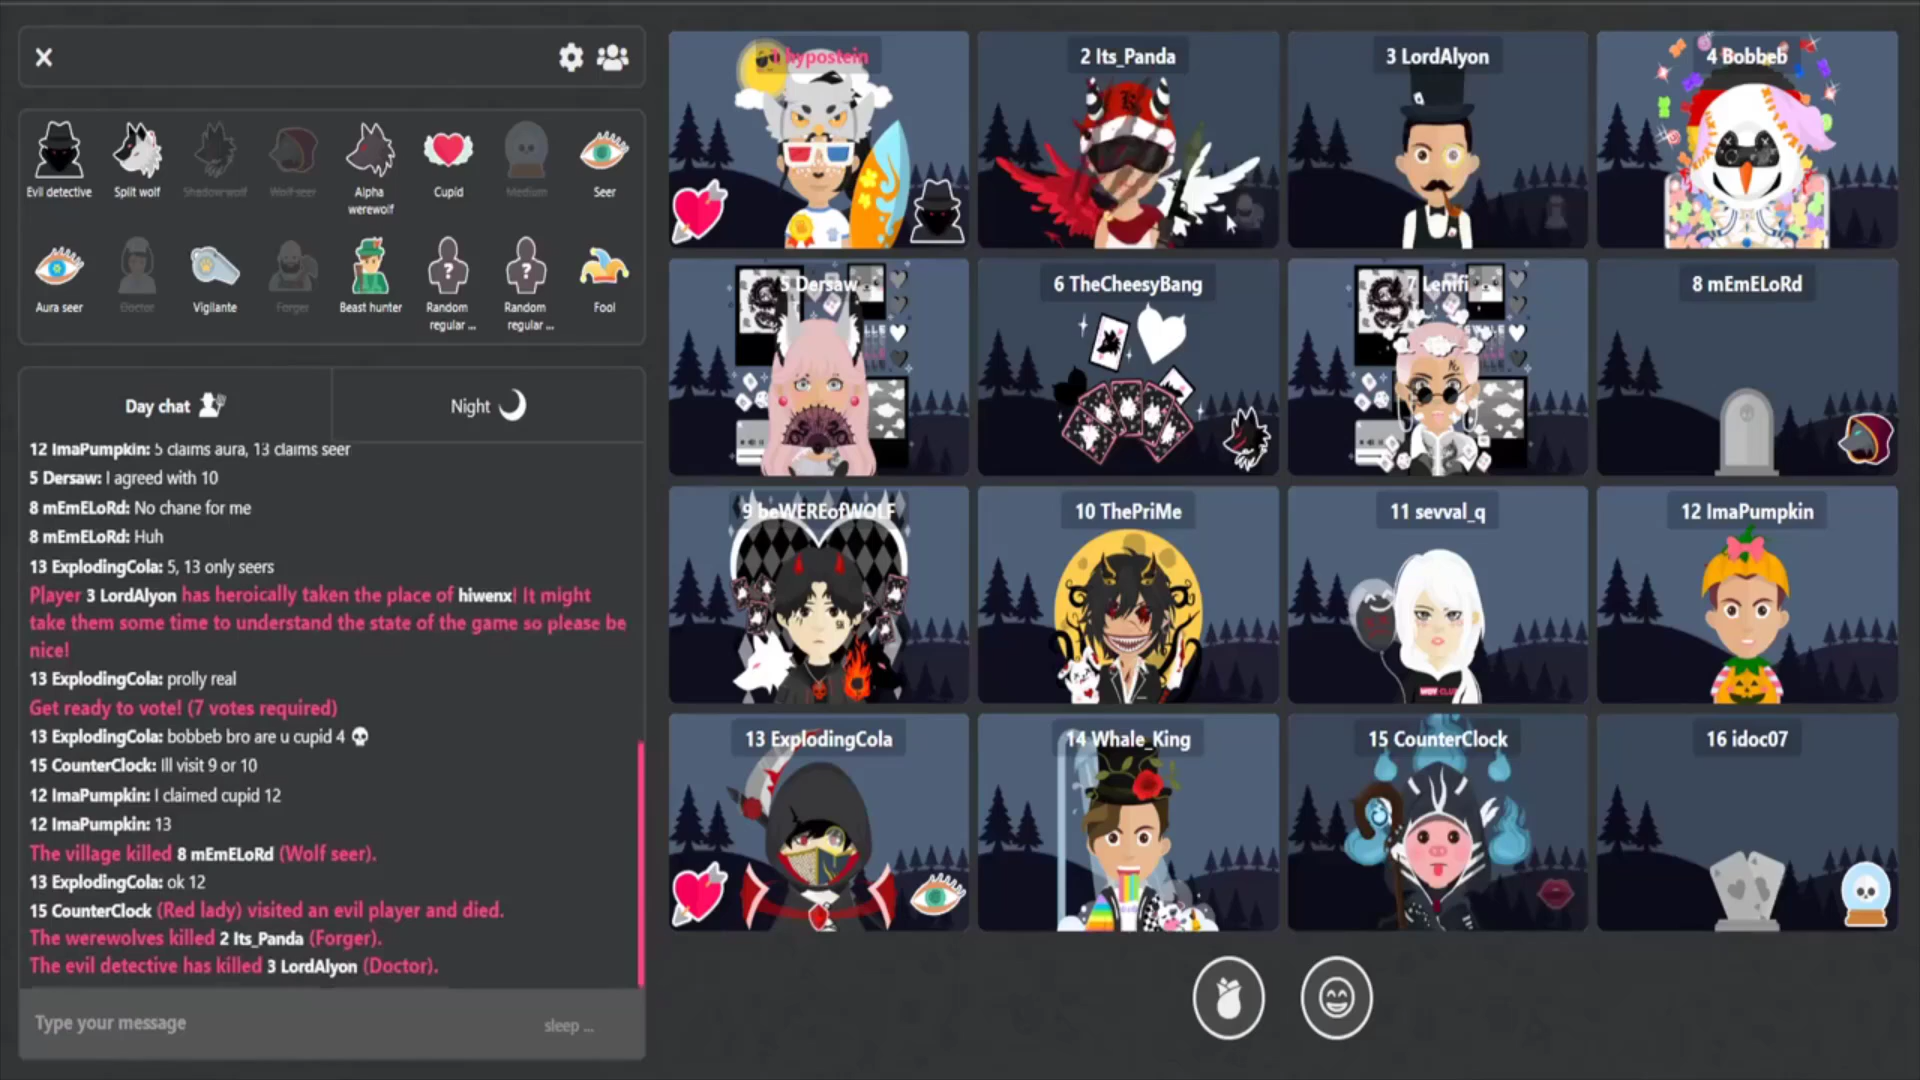 Evil detective
Split wolf
Shadow wolf
Wolf seer
Alpha
werewolf
Cupid
Medium
Seer
Aura seer
Doctor
Vigilante
Forger
Beast hunter
Random
regular ...
Random
regular ...
Fool
Day chat
Night
12 ImaPumpkin: 5 claims aura, 13 claims seer
5 Dersaw: I agreed with 10
8 mEmELoRd: No chane for me
8 mEmELoRd: Huh
13 ExplodingCola: 5, 13 only seers
Player 3 LordAlyon has heroically taken the place of hiwenx! It might
take them some time to understand the state of the game so please be
nice!
13 ExplodingCola: prolly real
Get ready to vote! (7 votes required)
13 ExplodingCola: bobbeb bro are u cupid 4 💀
15 CounterClock: Ill visit 9 or 10
12 ImaPumpkin: I claimed cupid 12
12 ImaPumpkin: 13
The village killed 8 mEmELoRd (Wolf seer).
13 ExplodingCola: ok 12
15 CounterClock (Red lady) visited an evil player and died.
The werewolves killed 2 Its_Panda (Forger).
The evil detective has killed 3 LordAlyon (Doctor).
Type your message
sleep ...
1 hypostein
2 Its_Panda
3 LordAlyon
4 Bobbeb
5 Dersaw
6 TheCheesyBang
7 Lenifi
8 mEmELoRd
9 beWEREofWOLF
10 ThePriMe
11 sevval_q
12 ImaPumpkin
13 ExplodingCola
14 Whale_King
15 CounterClock
16 idoc07